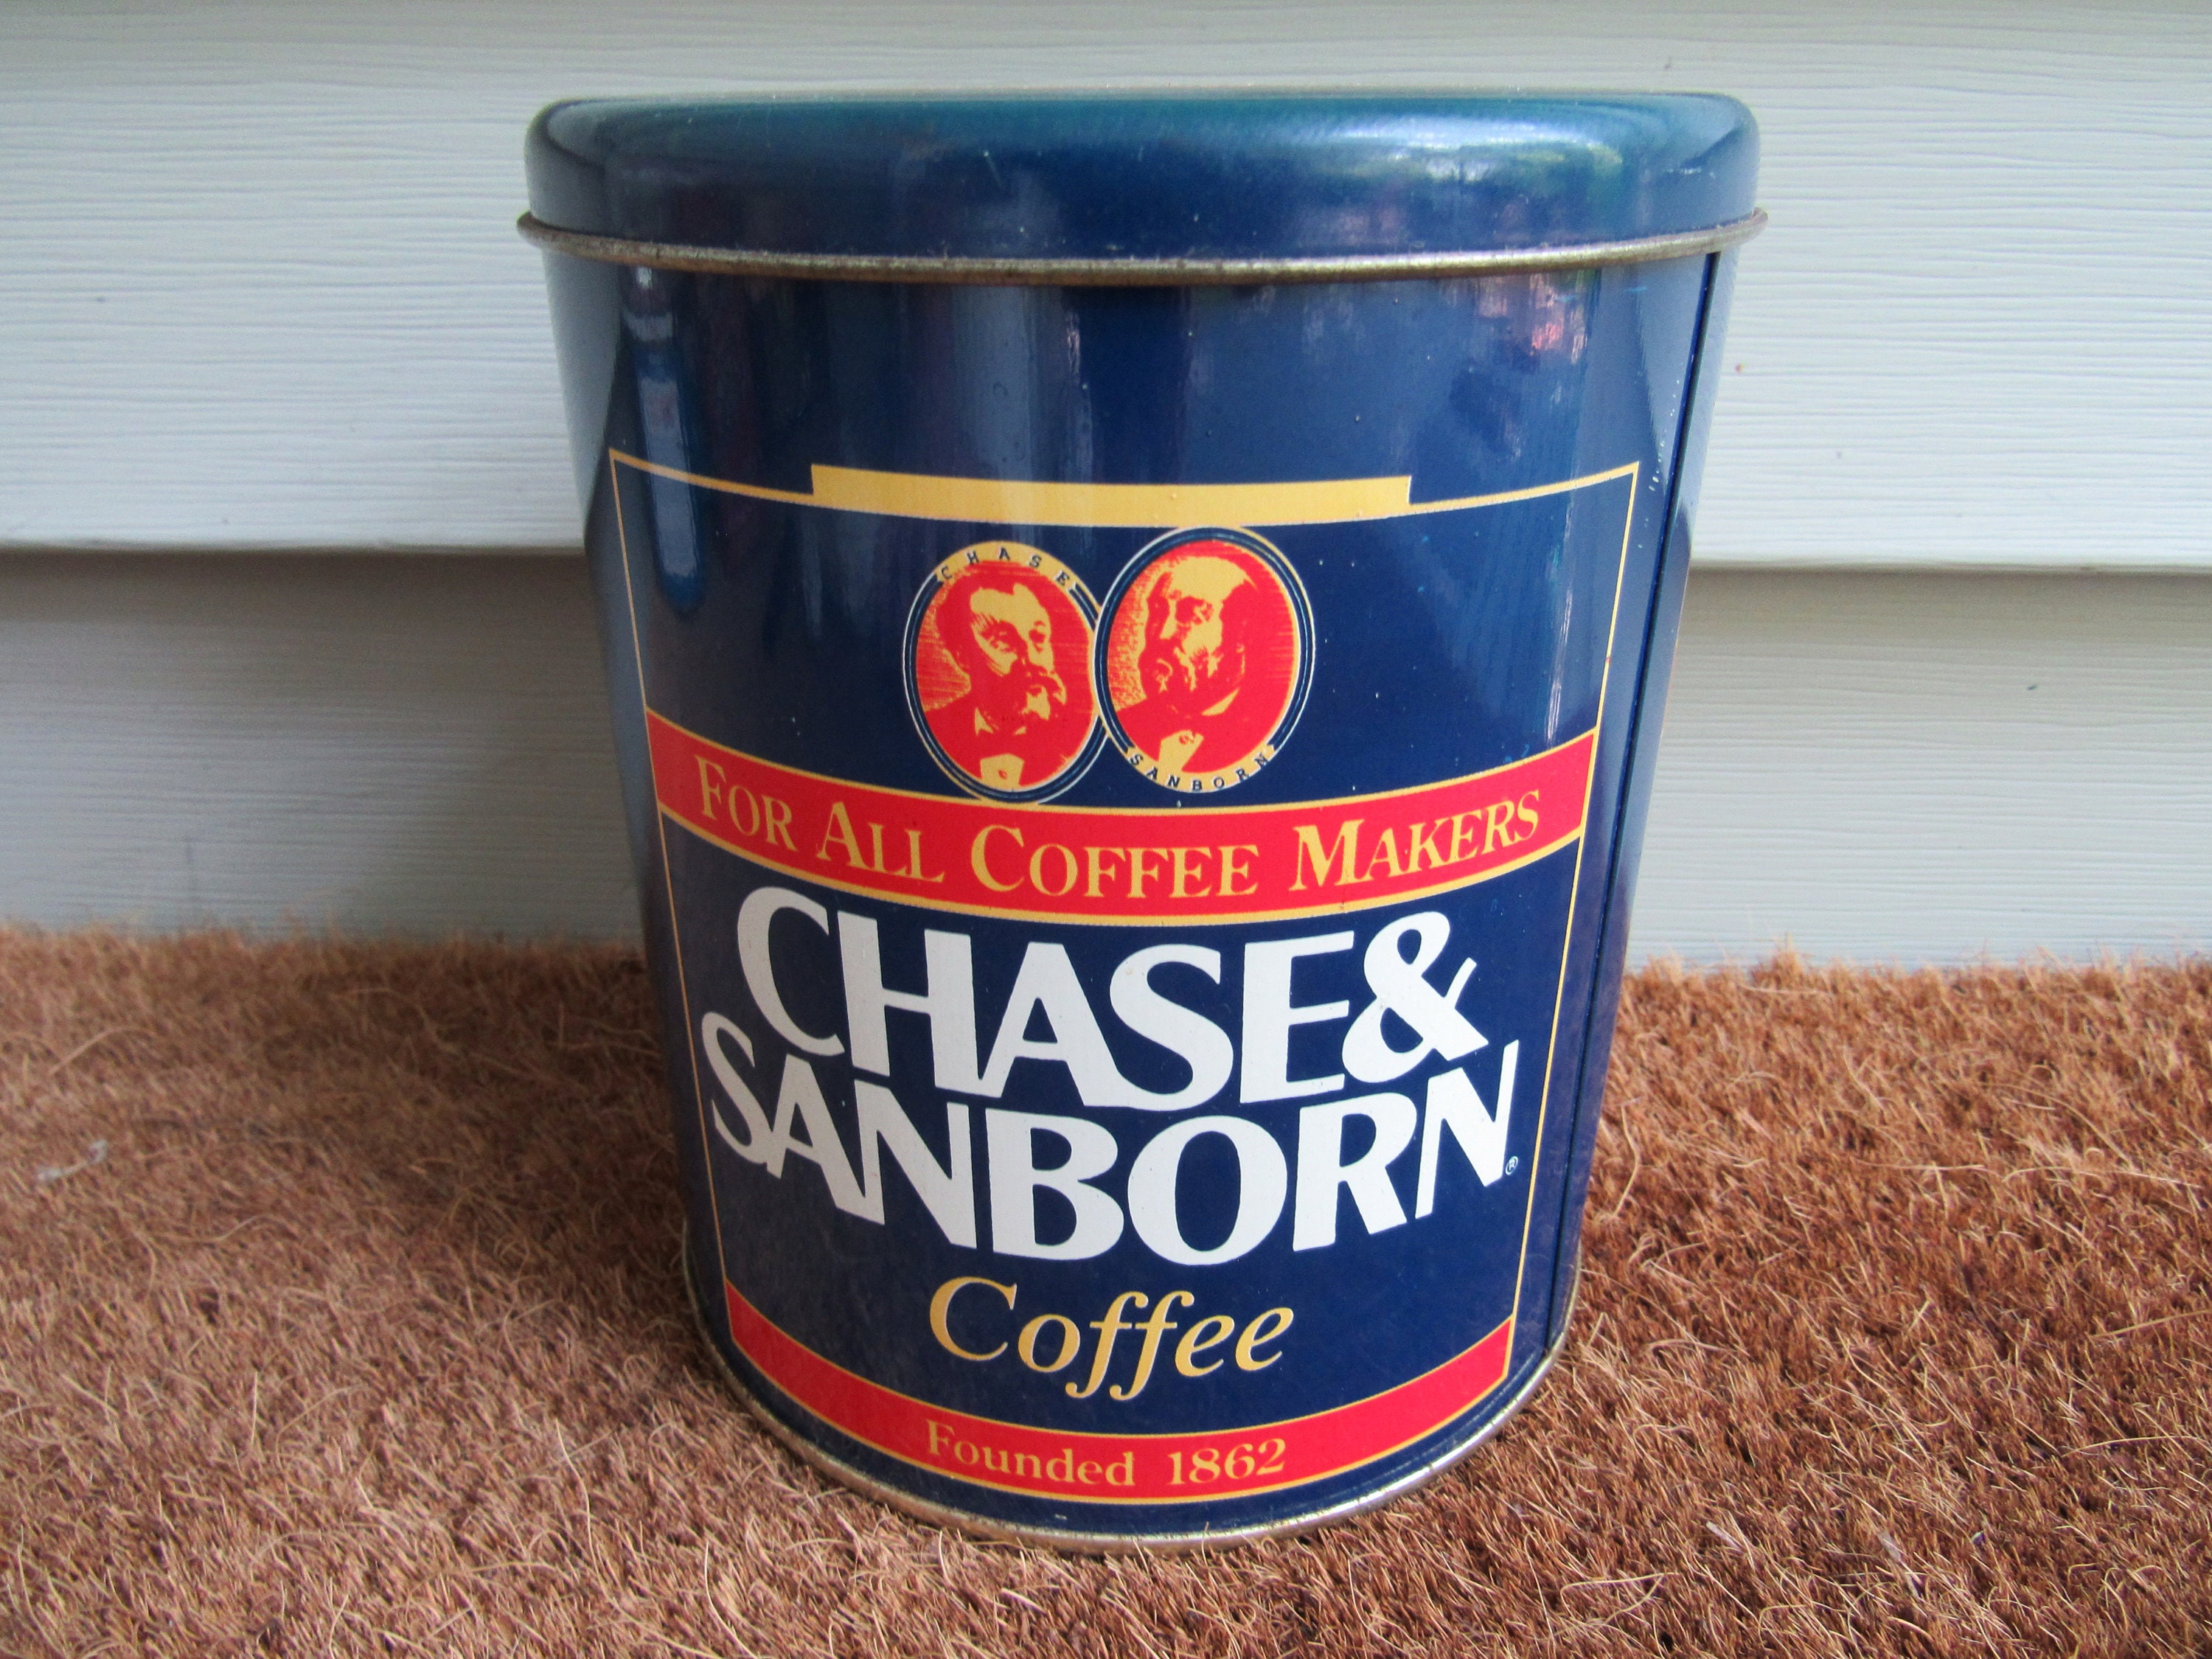 CHASE
SANBORN
FOR ALL COFFEE MAKERS
CHASE&
SANBORN®
Coffee
Founded 1862